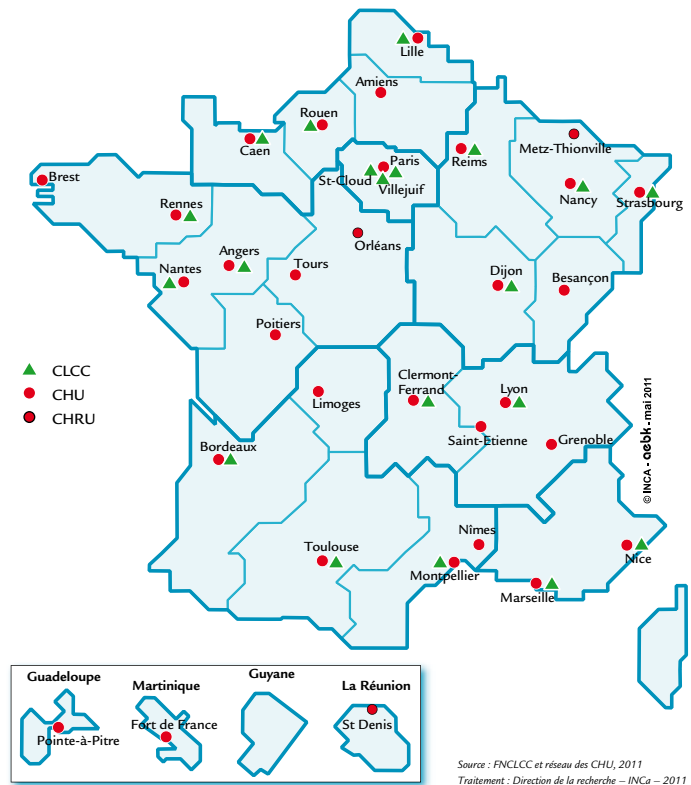 Lille
Amiens
Rouen
Caen
Paris
St-Cloud
Villejuif
Reims
Metz-Thionville
Nancy
Strasbourg
Brest
Rennes
Orléans
Angers
Tours
Nantes
Dijon
Besançon
Poitiers
CLCC
CHU
CHRU
Clermont-
Ferrand
Lyon
Limoges
Saint-Etienne
Grenoble
Bordeaux
© INCA - aebk - mai 2011
Nîmes
Toulouse
Montpellier
Nice
Marseille
Guadeloupe
Pointe-à-Pitre
Martinique
Fort de France
Guyane
La Réunion
St Denis
Source : FNCLCC et réseau des CHU, 2011
Traitement : Direction de la recherche – INCa – 2011